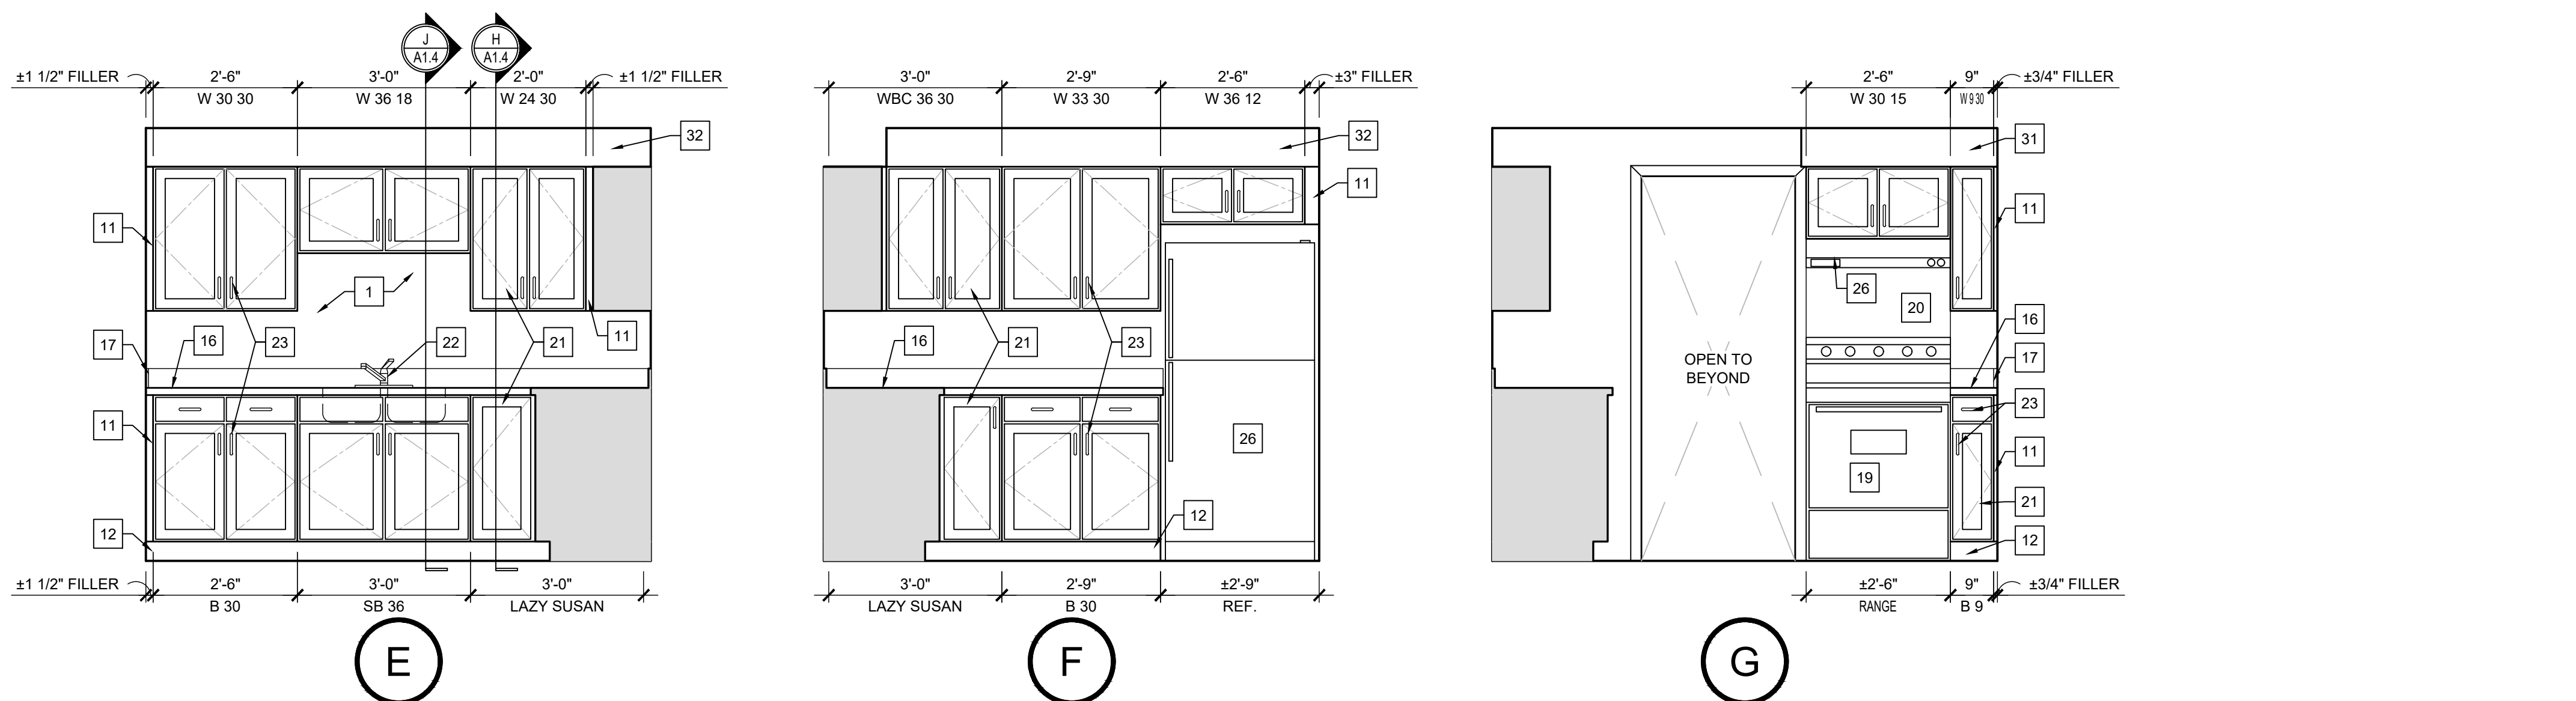 J H
A1.4 A1.4
±1 1/2" FILLER 2'-6" 3'-0" 2'-0" ±1 1/2" FILLER
W 30 30 W 36 18 W 24 30
32
11
1
11
17 16 23 22 21
11
12
±1 1/2" FILLER 2'-6" 3'-0" 3'-0"
B 30 SB 36 LAZY SUSAN
E
3'-0" 2'-9" 2'-6" ±3" FILLER
WBC 36 30 W 33 30 W 36 12
32
11
16 21 23
26
12
3'-0" 2'-9" ±2'-9"
LAZY SUSAN B 30 REF.
F
2'-6" 9" ±3/4" FILLER
W 30 15 W 9 30
31
11
26
20
16
OPEN TO
BEYOND
17
23
11
19
21
12
±2'-6" 9" ±3/4" FILLER
RANGE B 9
G